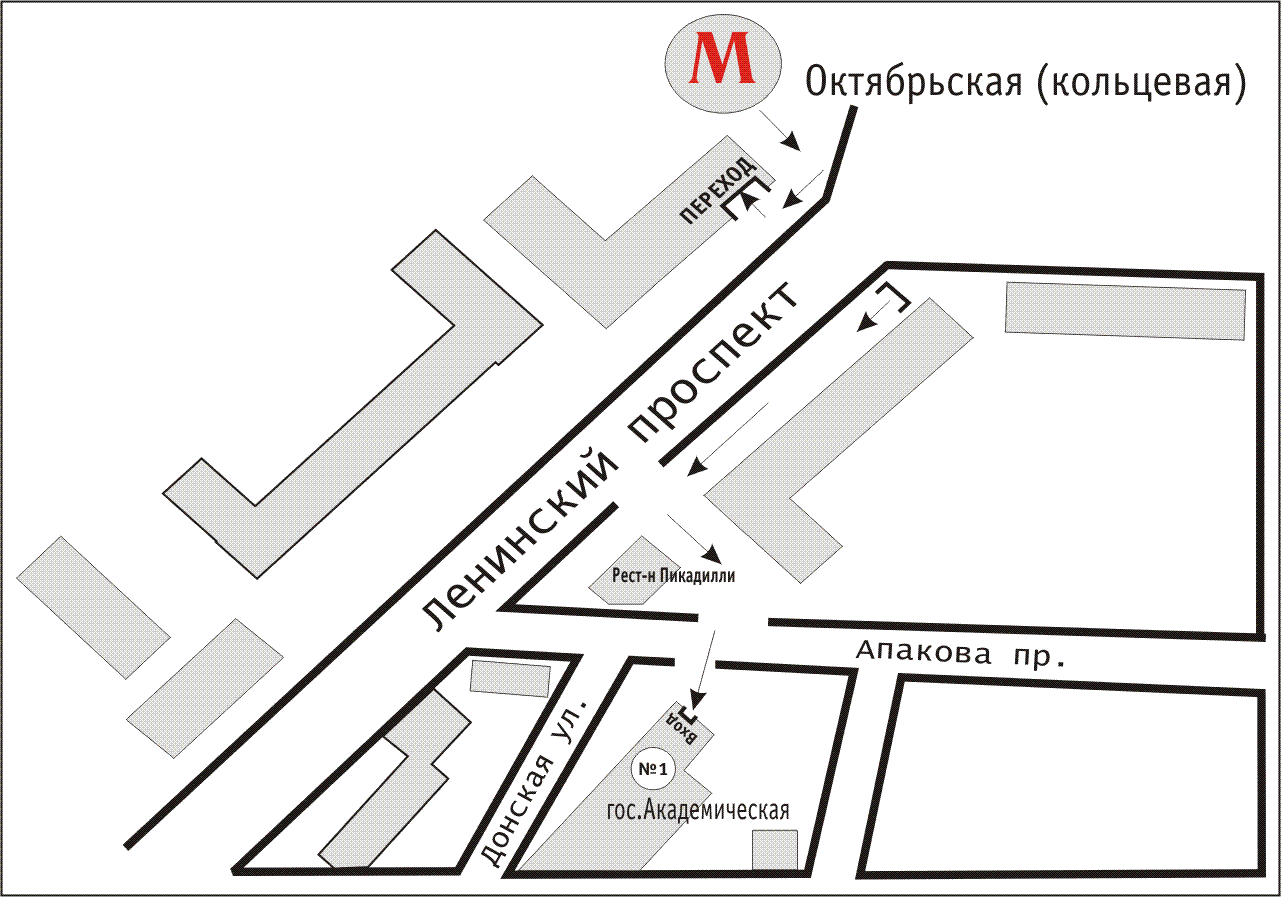 М
Октябрьская (кольцевая)
ПЕРЕХОД
Ленинский проспект
Рест-н Пикадилли
Апакова пр.
Донская ул.
Вход
№1
гос.Академическая